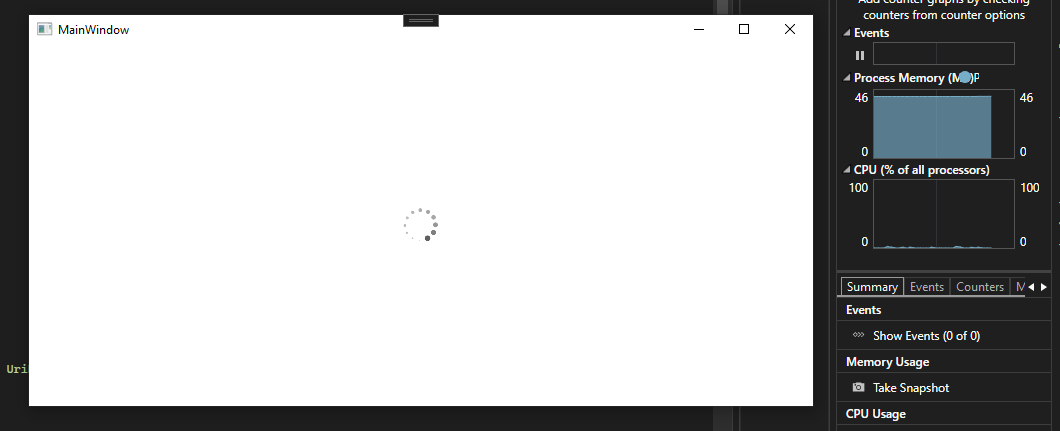 MainWindow
Add counter graphs by checking
counters from counter options
Events
Process Memory (M
)P
46
46
0
0
CPU (% of all processors)
100
100
0
0
Summary
Events
Counters
M
Events
Show Events (0 of 0)
Memory Usage
Take Snapshot
CPU Usage